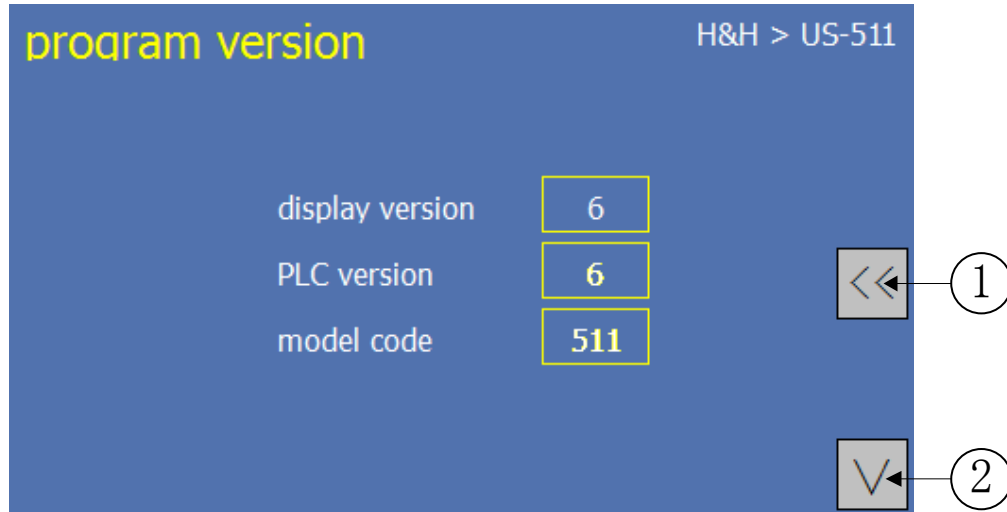 program version
H&H > US-511
display version 6
PLC version 6
<< 1
model code 511
V 2